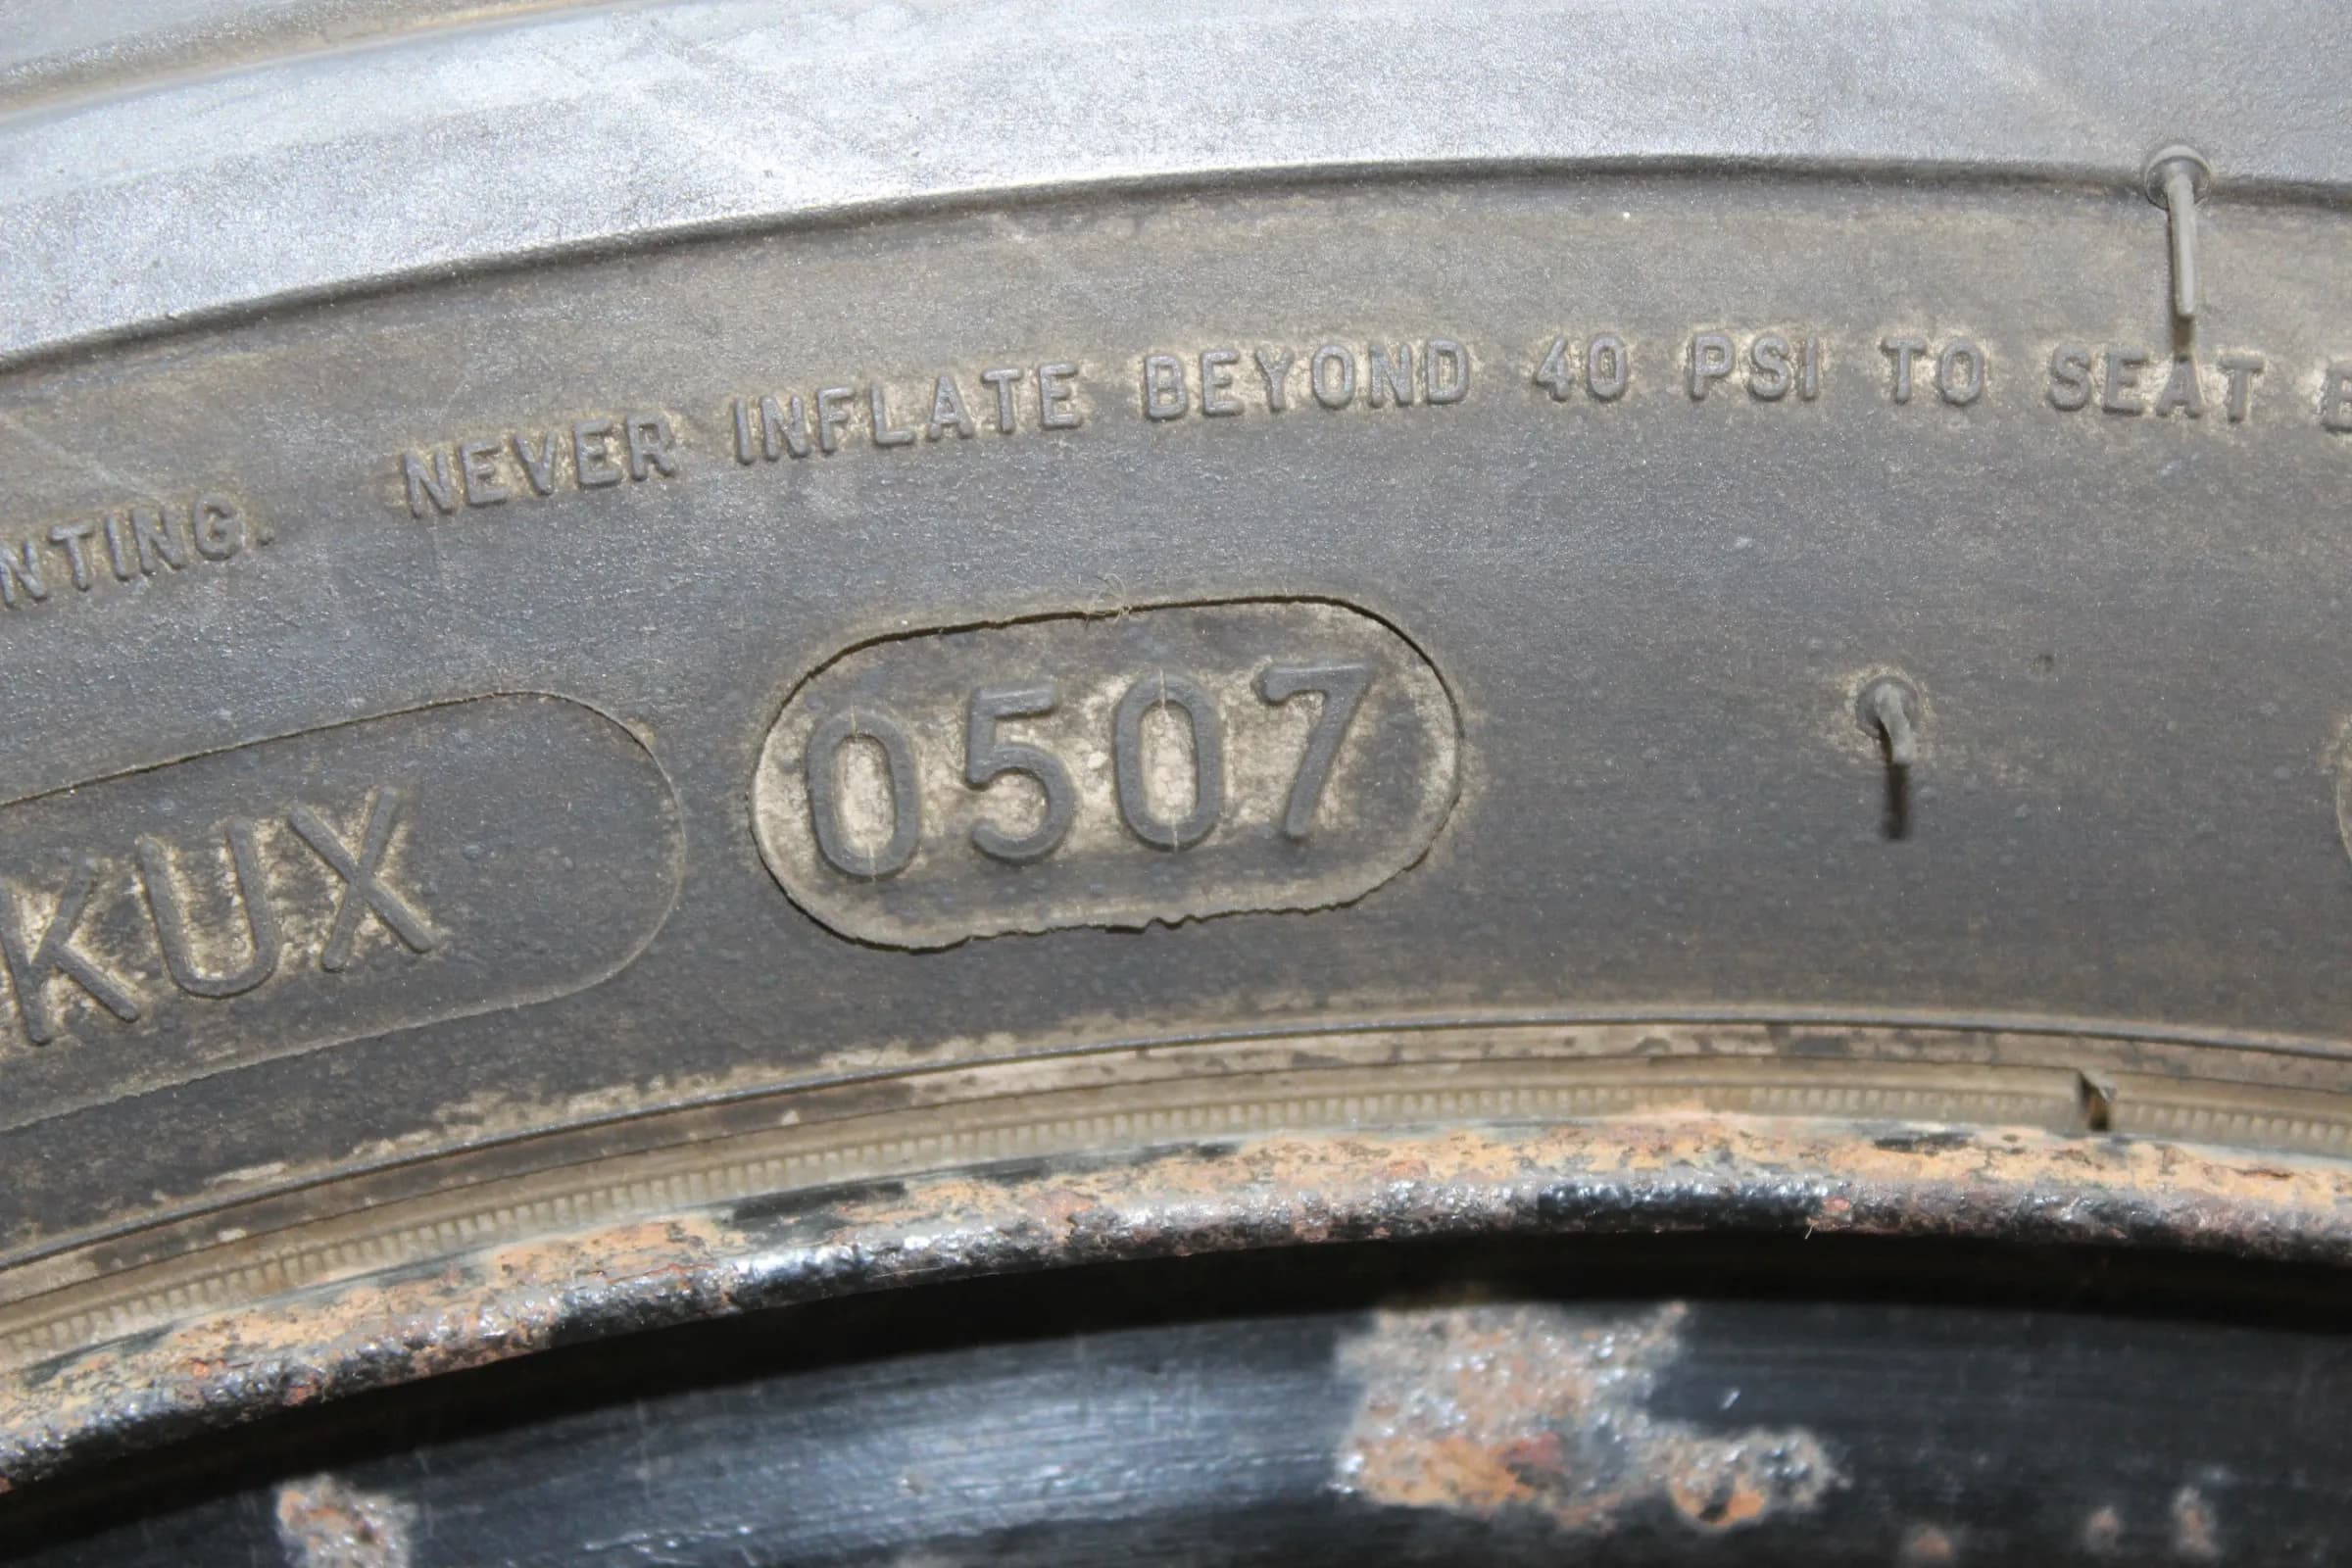 NTING. NEVER INFLATE BEYOND 40 PSI TO SEAT B
KUX 0507